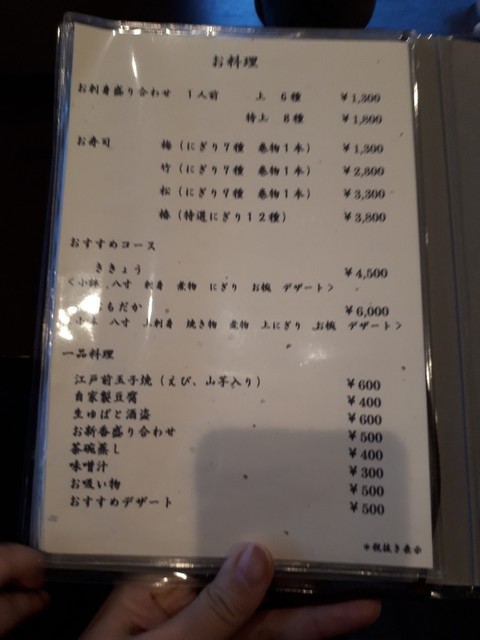 お料理
お刺身盛り合わせ 1人前 上 6種 ￥1,300
特上 8種 ￥1,800
お寿司 梅(にぎり7種 巻物1本) ￥1,300
竹(にぎり7種 巻物1本) ￥2,300
松(にぎり7種 巻物1本) ￥3,300
椿(特選にぎり12種) ￥3,800
おすすめコース
ききょう ￥4,500
<小鉢 八寸 刺身 煮物 にぎり お椀 デザート>
もだか ￥6,000
八寸 上刺身 焼き物 煮物 上にぎり お椀 デザート>
一品料理
江戸前玉子焼(えび、山芋入り) ￥600
自家製豆腐 ￥400
生ゆばと酒盗 ￥600
お新香盛り合わせ ￥500
茶碗蒸し ￥400
味噌汁 ￥300
お吸い物 ￥500
おすすめデザート ￥500
*税抜き表示